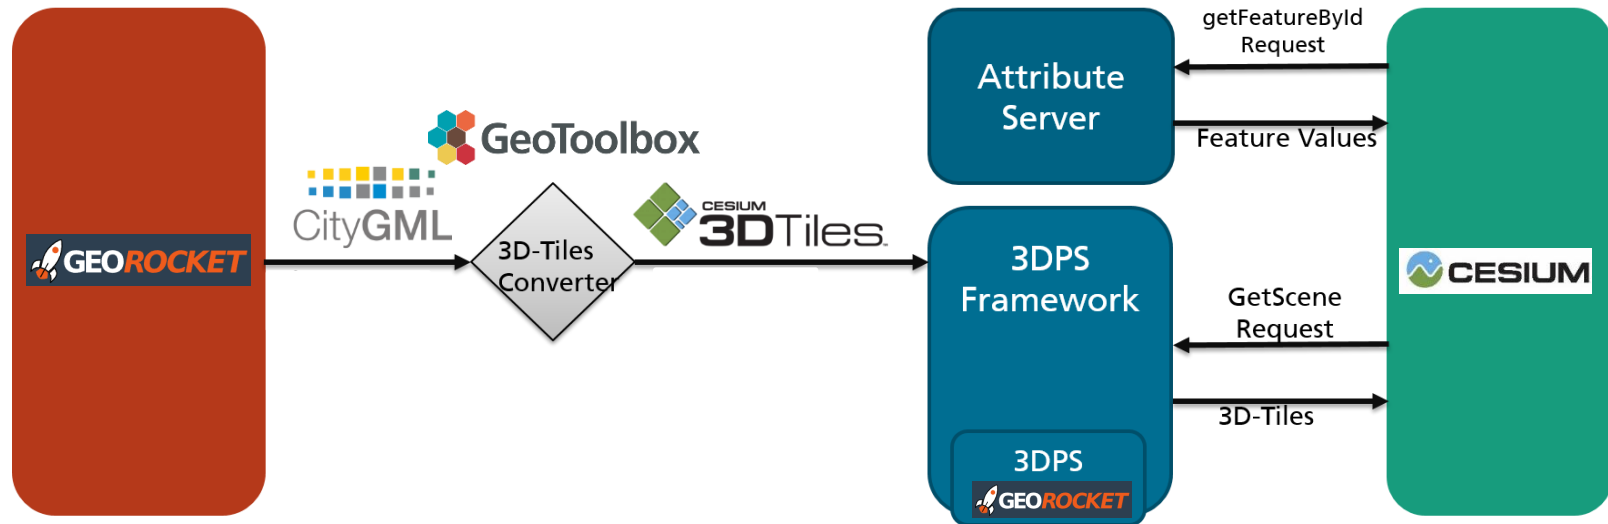 GEOROCKET
GeoToolbox
CityGML
3D-Tiles
Converter
CESIUM
3DTiles
Attribute
Server
3DPS
Framework
3DPS
GEOROCKET
getFeatureById
Request
Feature Values
GetScene
Request
3D-Tiles
CESIUM